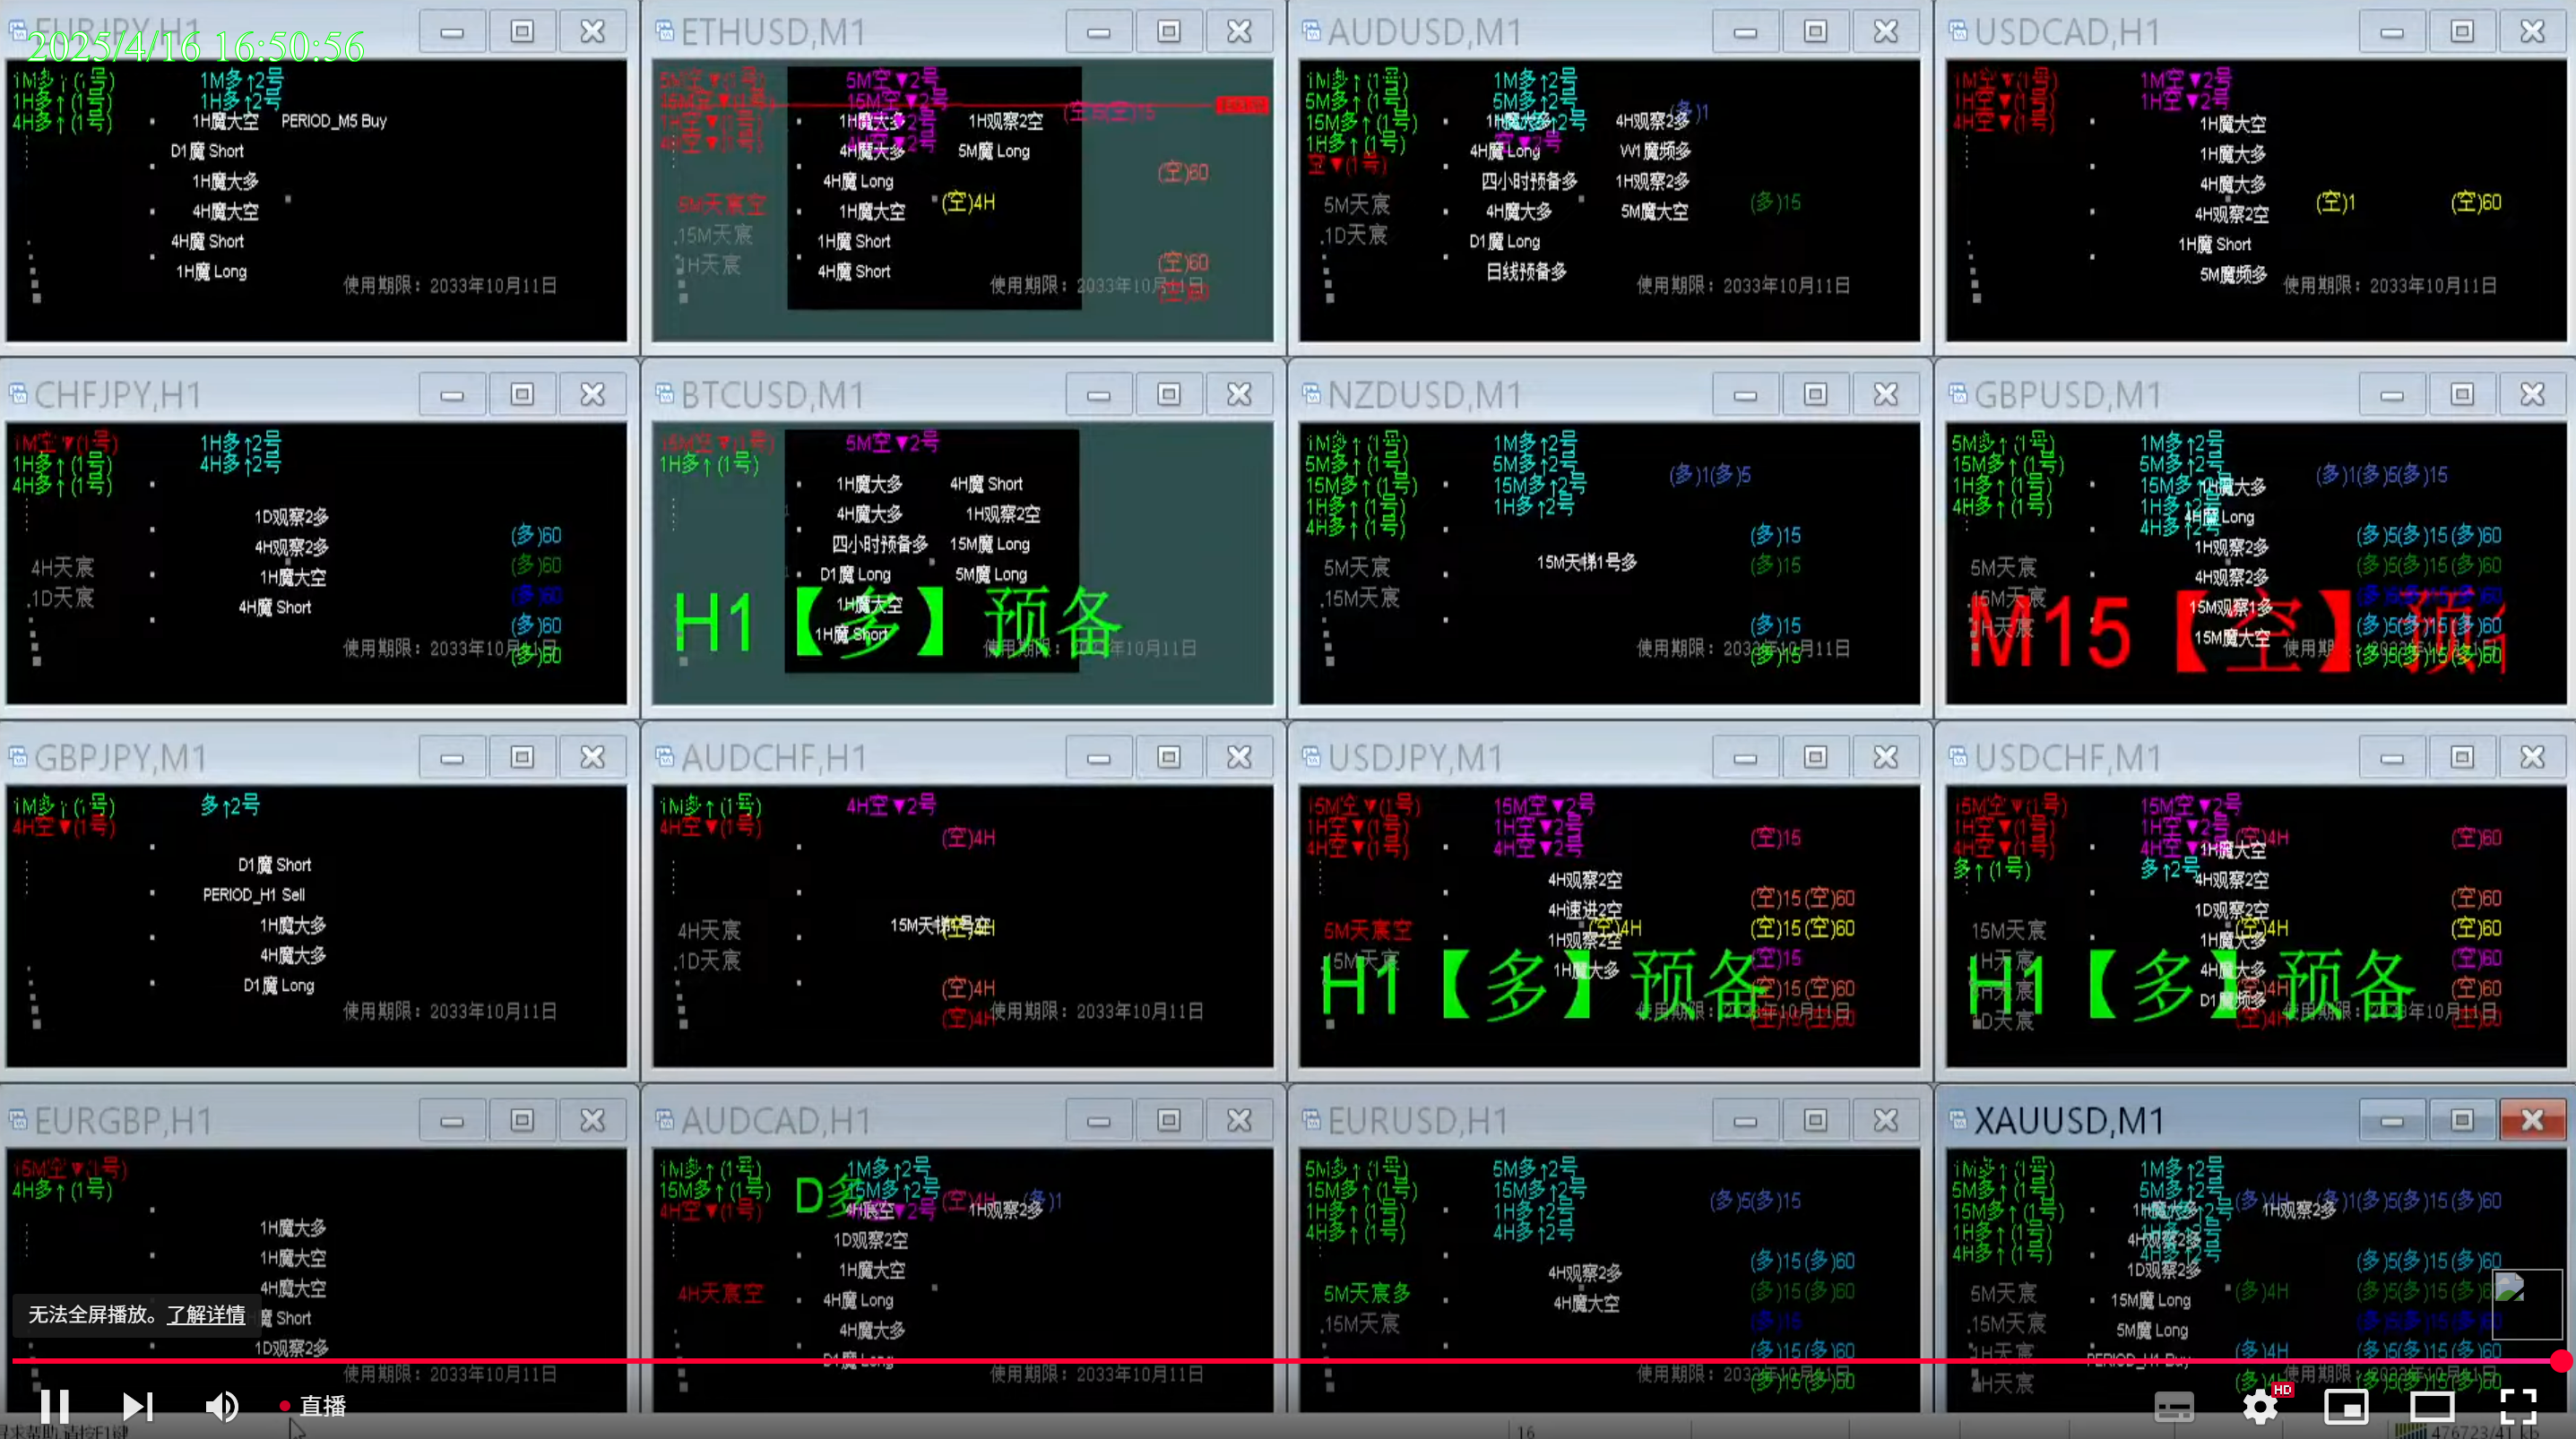 EURJPY,H1
2025/4/16 16:50:56
1M多↑(1号)
1H多↑(1号)
4H多↑(1号)
1M多↑2号
1H多↑2号
1H魔大空 PERIOD_M5 Buy
D1魔 Short
1H魔大多
4H魔大空
4H魔 Short
1H魔 Long
使用期限：2033年10月11日
ETHUSD,M1
5M空▼(1号)
15M空▼(1号)
1H空▼(1号)
4H空▼(1号)
5M空▼2号
15M空▼2号
1H魔大多 1H观察2空
4H魔大多 5M魔 Long
4H魔 Long
1H魔大空
1H魔 Short
4H魔 Short
(空)4H
(空)60
(空)60
(空)60
5M天宸空
.15M天宸
1H天宸
使用期限：2033年10月11日
AUDUSD,M1
1M多↑(1号)
5M多↑(1号)
15M多↑(1号)
1H多↑(1号)
空▼(1号)
1M多↑2号
5M多↑2号
空▼2号
(多)1
1H魔大多 4H观察2多
4H魔 Long W1魔频多
四小时预备多 1H观察2多
4H魔大多 5M魔大空
D1魔 Long
日线预备多
(多)15
5M天宸
.1D天宸
使用期限：2033年10月11日
USDCAD,H1
1M空▼(1号)
1H空▼(1号)
4H空▼(1号)
1M空▼2号
1H空▼2号
1H魔大空
1H魔大多
4H魔大多
4H观察2空
1H魔 Short
5M魔频多
(空)1 (空)60
使用期限：2033年10月11日
CHFJPY,H1
1M空▼(1号)
1H多↑(1号)
4H多↑(1号)
1H多↑2号
4H多↑2号
1D观察2多
4H观察2多
1H魔大空
4H魔 Short
(多)60
(多)60
(多)60
(多)60
(多)60
4H天宸
.1D天宸
使用期限：2033年10月11日
BTCUSD,M1
15M空▼(1号)
1H多↑(1号)
5M空▼2号
1H魔大多 4H魔 Short
4H魔大多 1H观察2空
四小时预备多 15M魔 Long
D1魔 Long 5M魔 Long
1H魔大空
1H魔 Short
H1【多】预备
使用期限：2033年10月11日
NZDUSD,M1
1M多↑(1号)
5M多↑(1号)
15M多↑(1号)
1H多↑(1号)
4H多↑(1号)
1M多↑2号
5M多↑2号
15M多↑2号
1H多↑2号
(多)1(多)5
(多)15
(多)15
(多)15
(多)15
15M天梯1号多
5M天宸
.15M天宸
使用期限：2033年10月11日
GBPUSD,M1
5M多↑(1号)
15M多↑(1号)
1H多↑(1号)
4H多↑(1号)
1M多↑2号
5M多↑2号
15M多↑2号
1H多↑2号
4H多↑2号
(多)1(多)5(多)15
1H魔大多
4H魔 Long
1H观察2多
4H观察2多
15M观察1多
15M魔大空
(多)5(多)15(多)60
(多)5(多)15(多)60
(多)5(多)15(多)60
(多)5(多)15(多)60
5M天宸
.15M天宸
1H天宸
M15【空】预备
GBPJPY,M1
1M多↑(1号)
4H空▼(1号)
多↑2号
D1魔 Short
PERIOD_H1 Sell
1H魔大多
4H魔大多
D1魔 Long
使用期限：2033年10月11日
AUDCHF,H1
1M多↑(1号)
4H空▼(1号)
4H空▼2号
(空)4H
15M天梯1号空
(空)4H
(空)4H
(空)4H
4H天宸
.1D天宸
使用期限：2033年10月11日
USDJPY,M1
15M空▼(1号)
1H空▼(1号)
4H空▼(1号)
15M空▼2号
1H空▼2号
4H空▼2号
(空)15
4H观察2空
4H速进2空
1H观察2空
1H魔大多
(空)4H
(空)15(空)60
(空)15(空)60
(空)15
(空)15(空)60
(空)15(空)60
5M天宸空
15M天宸
H1【多】预备
使用期限：2033年10月11日
USDCHF,M1
15M空▼(1号)
1H空▼(1号)
4H空▼(1号)
多↑(1号)
15M空▼2号
1H空▼2号
4H空▼2号
多↑2号
(空)4H
1H魔大空
4H观察2空
1D观察2空
1H魔大多
4H魔大多
D1魔频多
(空)4H
(空)60
(空)60
(空)60
(空)60
(空)60
(空)60
15M天宸
1H天宸
H天宸
1D天宸
H1【多】预备
使用期限：2033年10月11日
EURGBP,H1
15M空▼(1号)
4H多↑(1号)
1H魔大多
1H魔大空
4H魔大空
魔 Short
1D观察2多
使用期限：2033年10月11日
AUDCAD,H1
1M多↑(1号)
15M多↑(1号)
4H空▼(1号)
D多
1M多↑2号
15M多↑2号
(空)4H (多)1
4H宸空 1H观察2多
1D观察2空
1H魔大空
4H魔 Long
4H魔大多
D1魔 Long
4H天宸空
使用期限：2033年10月11日
EURUSD,H1
5M多↑(1号)
15M多↑(1号)
1H多↑(1号)
4H多↑(1号)
5M多↑2号
15M多↑2号
1H多↑2号
4H多↑2号
(多)5(多)15
4H观察2多
4H魔大空
(多)15(多)60
(多)15(多)60
(多)15
(多)15(多)60
(多)15(多)60
5M天宸多
.15M天宸
使用期限：2033年10月11日
XAUUSD,M1
1M多↑(1号)
5M多↑(1号)
15M多↑(1号)
1H多↑(1号)
4H多↑(1号)
1M多↑2号
5M多↑2号
15M多↑2号
1H多↑2号
4H多↑2号
(多)4H (多)1(多)5(多)15(多)60
1H魔大多 1H观察2多
4H观察2多
1D观察2多
15M魔 Long
5M魔 Long
PERIOD_H1 Buy
(多)5(多)15(多)60
(多)4H
(多)4H (多)5(多)15(多)60
5M天宸
.15M天宸
1H天宸
4H天宸
使用期限：2033年10月11日
无法全屏播放。了解详情
直播
HD
16
476723/41 kb